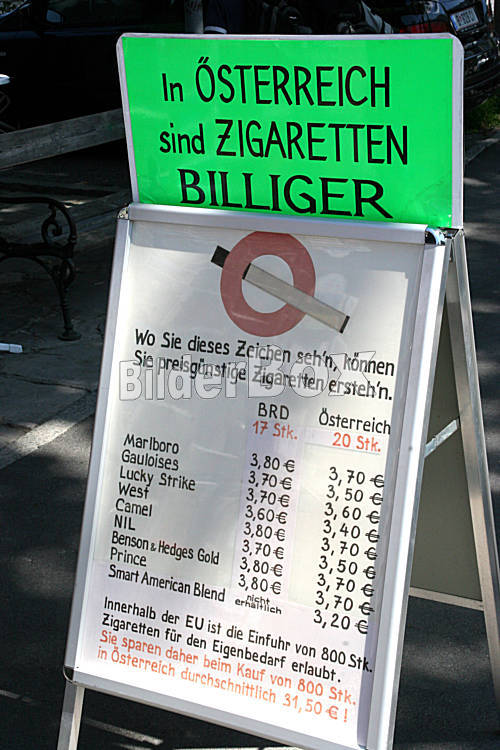 In ÖSTERREICH
sind ZIGARETTEN
BILLIGER
Wo Sie dieses Zeichen seh'n, können
Sie preisgünstige Zigaretten ersteh'n.
BilderBOX
BRD Österreich
17 Stk. 20 Stk.
Marlboro 3,80 € 3,70 €
Gauloises 3,70 € 3,50 €
Lucky Strike 3,70 € 3,60 €
West 3,60 € 3,40 €
Camel 3,80 € 3,70 €
NIL 3,70 € 3,50 €
Benson & Hedges Gold 3,80 € 3,70 €
Prince 3,80 € 3,70 €
Smart American Blend nicht erhältlich 3,20 €
Innerhalb der EU ist die Einfuhr von 800 Stk.
Zigaretten für den Eigenbedarf erlaubt.
Sie sparen daher beim Kauf von 800 Stk.
in Österreich durchschnittlich 31,50 € !